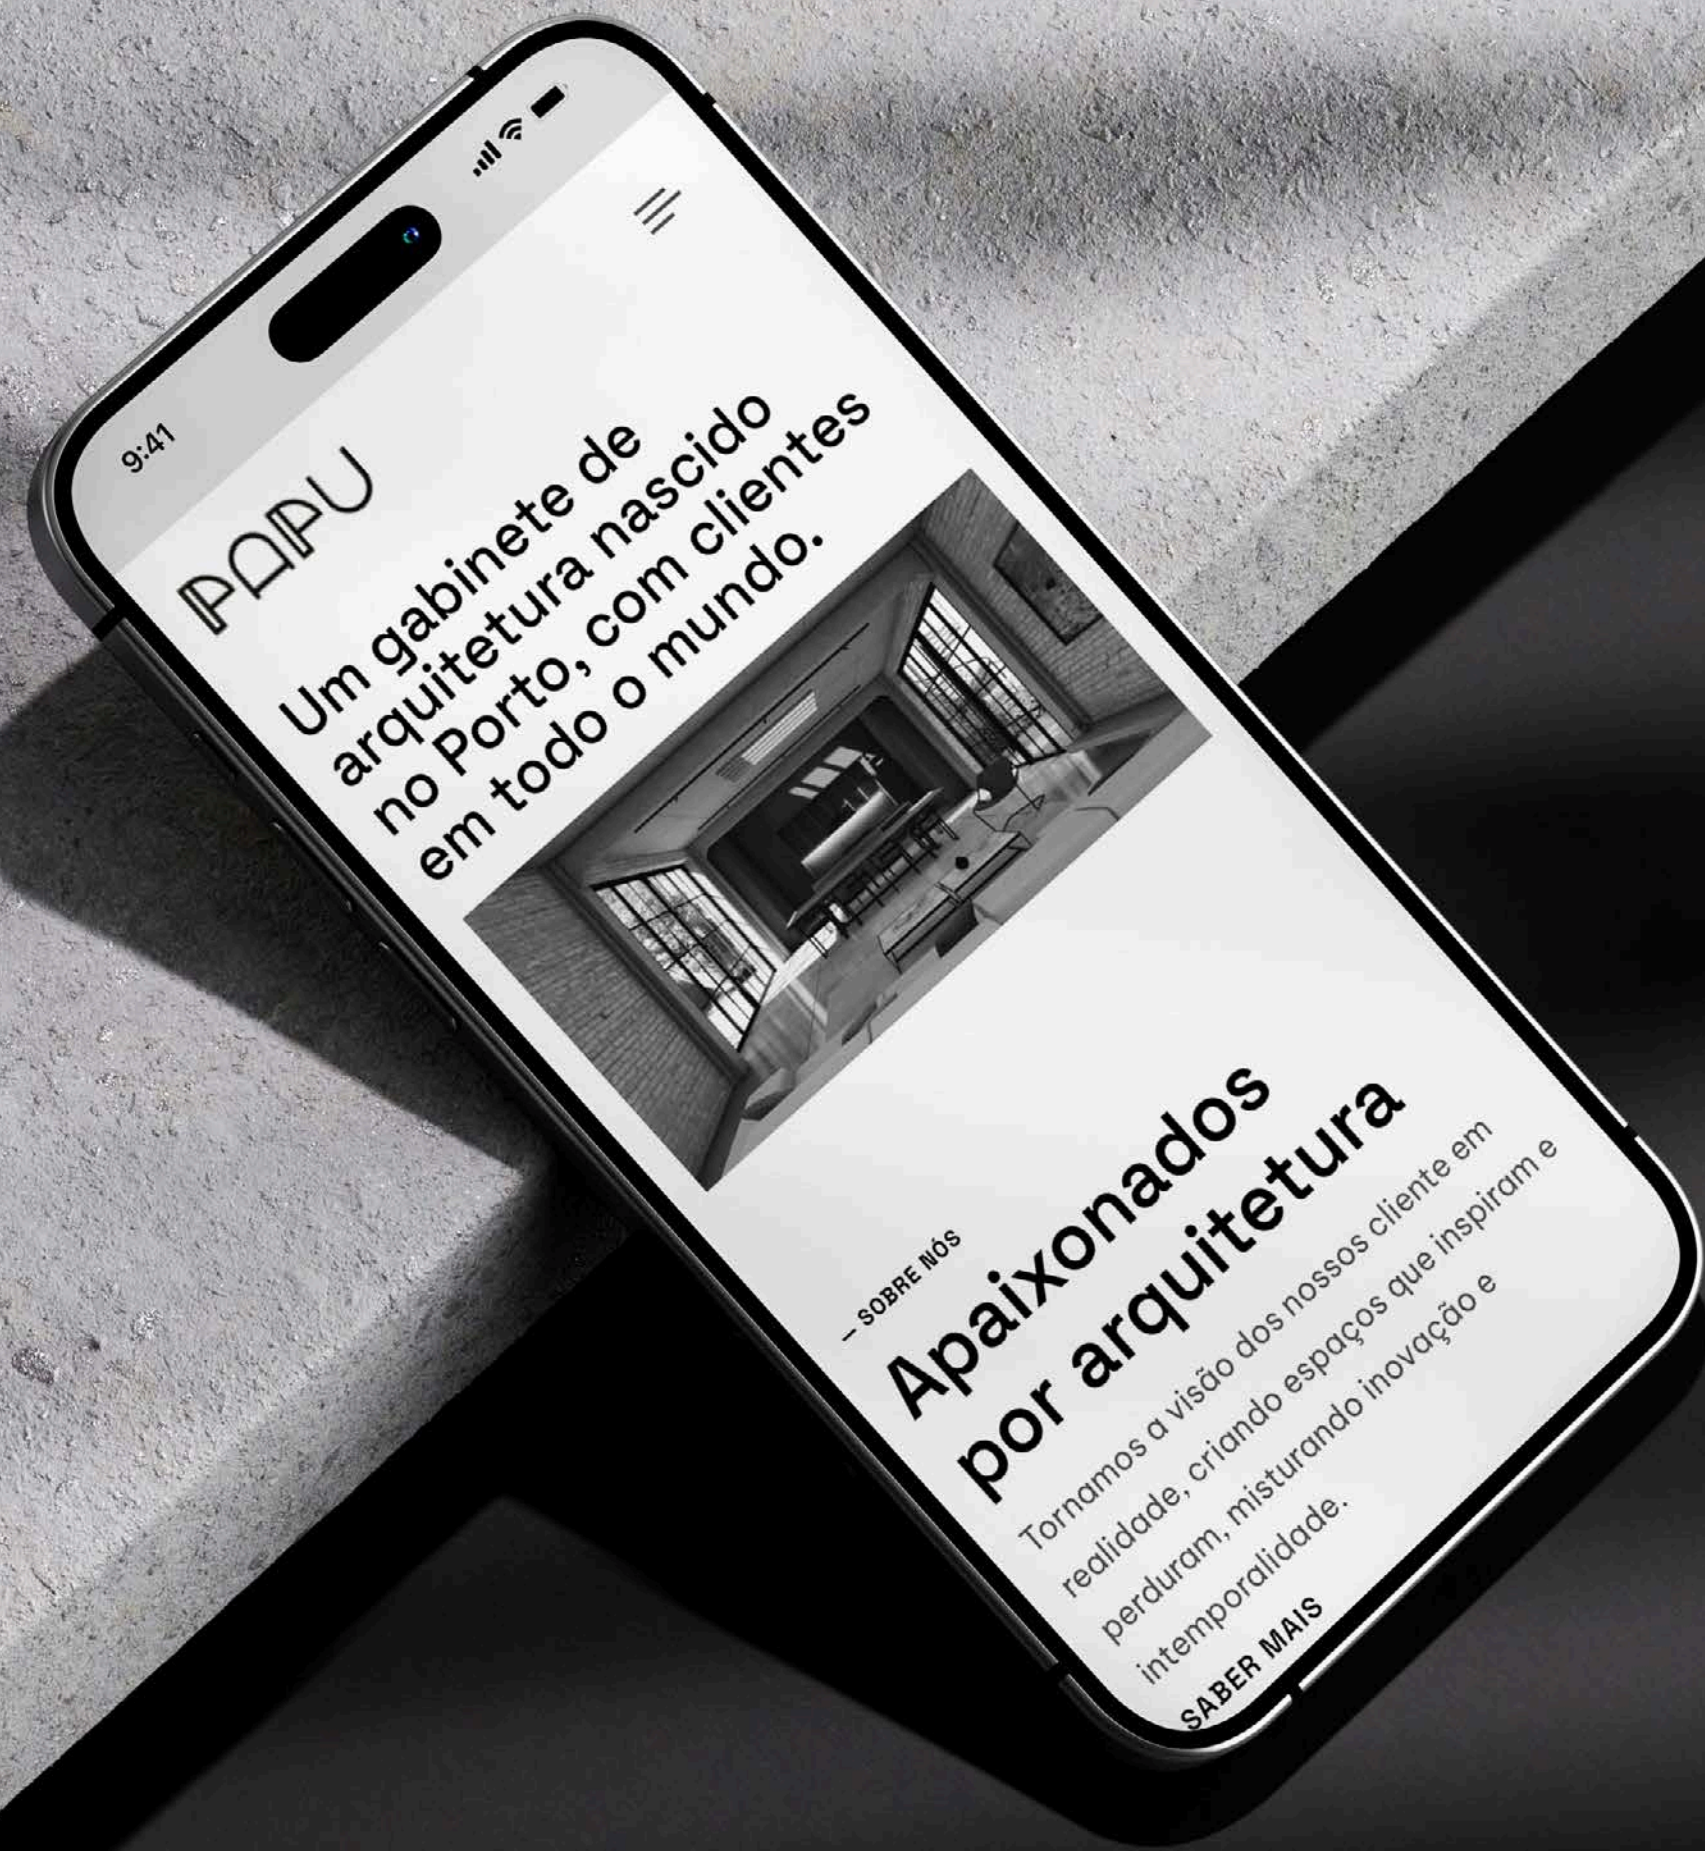 9:41
PAPU
Um gabinete de
arquitetura nascido
no Porto, com clientes
em todo o mundo.
— SOBRE NÓS
Apaixonados
por arquitetura
Tornamos a visão dos nossos cliente em
realidade, criando espaços que inspiram e
perduram, misturando inovação e
intemporalidade.
SABER MAIS